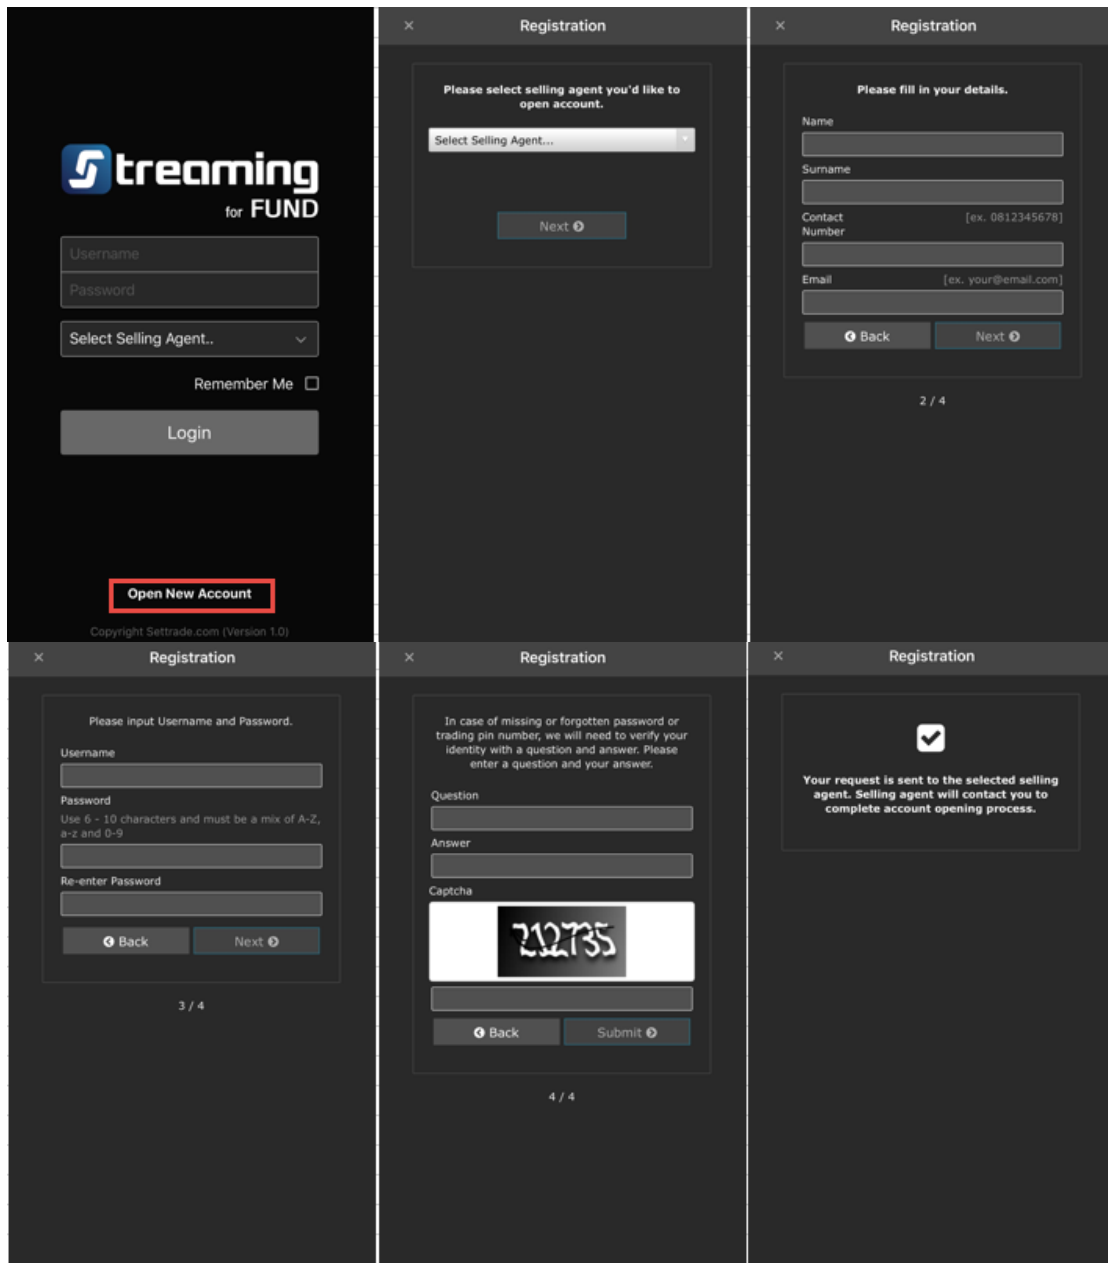 Streaming
for FUND
Username
Password
Select Selling Agent..
Remember Me
Login
Open New Account
Copyright Settrade.com (Version 1.0)
× Registration
Please select selling agent you'd like to
open account.
Select Selling Agent...
Next
× Registration
Please fill in your details.
Name
Surname
Contact [ex. 0812345678]
Number
Email [ex. your@email.com]
Back Next
2 / 4
× Registration
Please input Username and Password.
Username
Password
Use 6 - 10 characters and must be a mix of A-Z,
a-z and 0-9
Re-enter Password
Back Next
3 / 4
× Registration
In case of missing or forgotten password or
trading pin number, we will need to verify your
identity with a question and answer. Please
enter a question and your answer.
Question
Answer
Captcha
212735
Back Submit
4 / 4
× Registration
Your request is sent to the selected selling
agent. Selling agent will contact you to
complete account opening process.